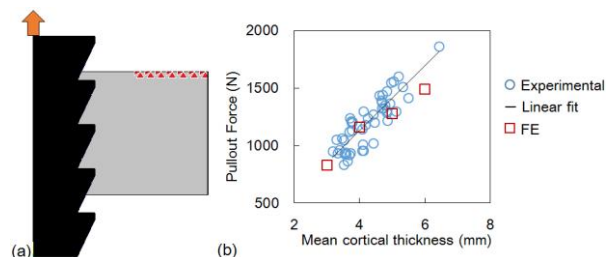 (a)
(b)
Pullout Force (N)
2000
1500
1000
500
2 4 6 8
Mean cortical thickness (mm)
Experimental
Linear fit
FE